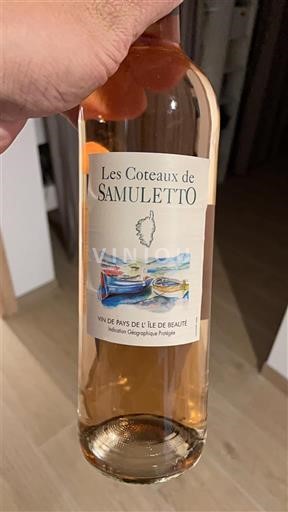 Les Coteaux de
SAMULETTO
VINIOU
VIN DE PAYS DE L' ÎLE DE BEAUTÉ
Indication Géographique Protégée